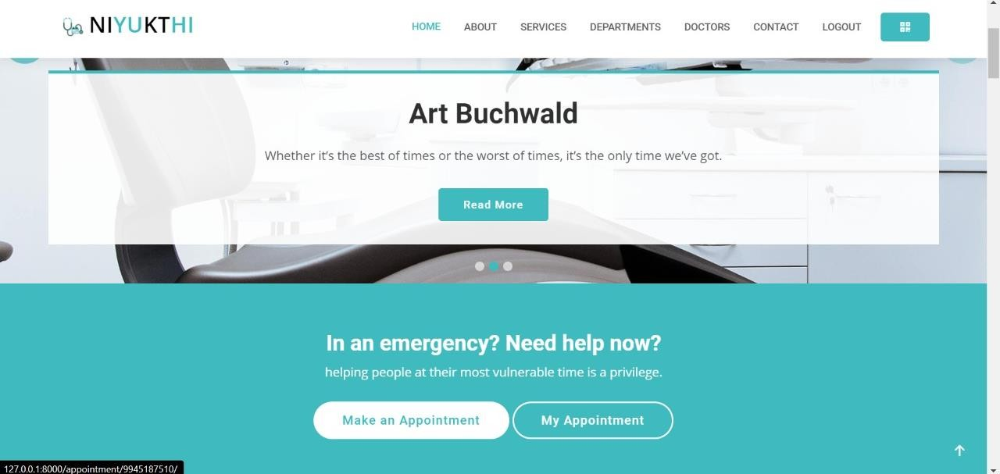 NIYUKTHI
HOME ABOUT SERVICES DEPARTMENTS DOCTORS CONTACT LOGOUT
Art Buchwald
Whether it’s the best of times or the worst of times, it’s the only time we’ve got.
Read More
In an emergency? Need help now?
helping people at their most vulnerable time is a privilege.
Make an Appointment My Appointment
127.0.0.1:8000/appointment/9945187510/